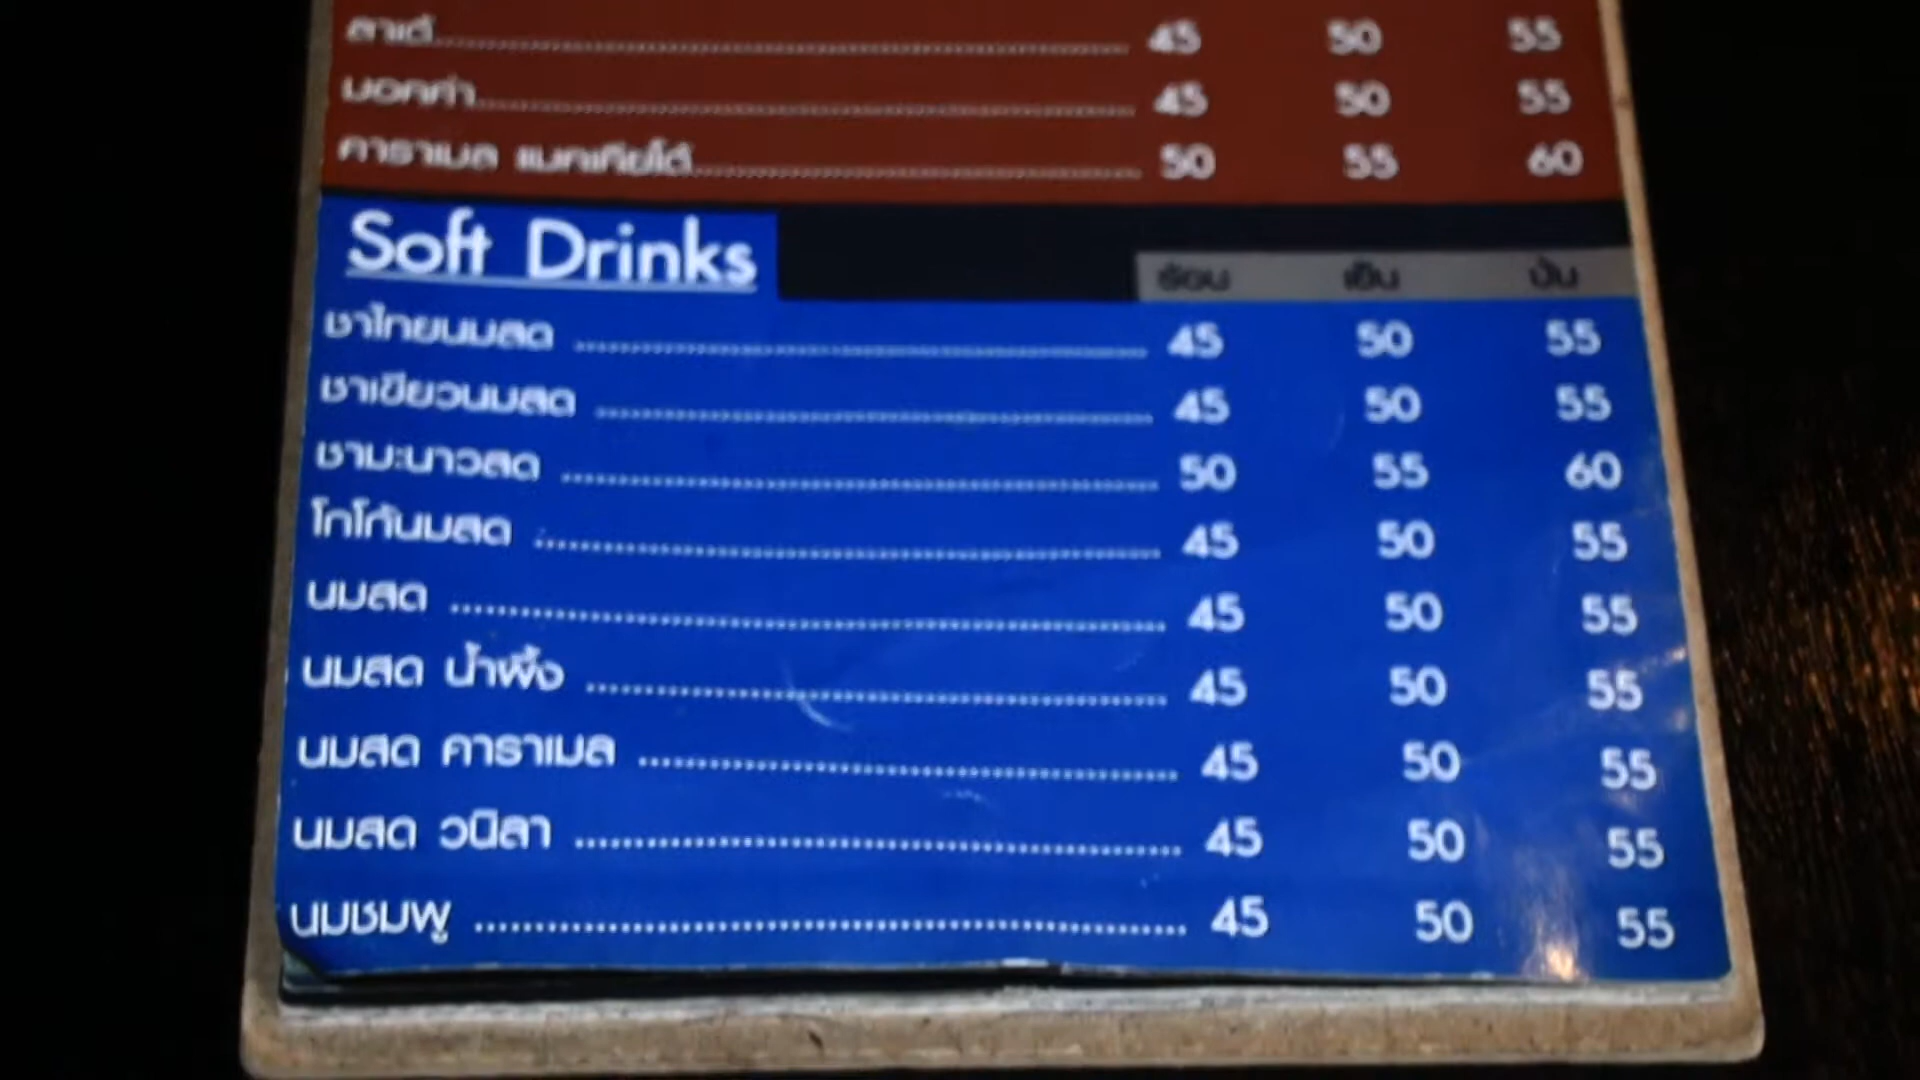 ลาเต้ 45 50 55
มอคค่า 45 50 55
คาราเมล แมคเคียโต้ 50 55 60
Soft Drinks ร้อน เย็น ปั่น
ชาไทยนมสด 45 50 55
ชาเขียวนมสด 45 50 55
ชามะนาวสด 50 55 60
โกโก้นมสด 45 50 55
นมสด 45 50 55
นมสด น้ำผึ้ง 45 50 55
นมสด คาราเมล 45 50 55
นมสด วนิลา 45 50 55
นมชมพู 45 50 55